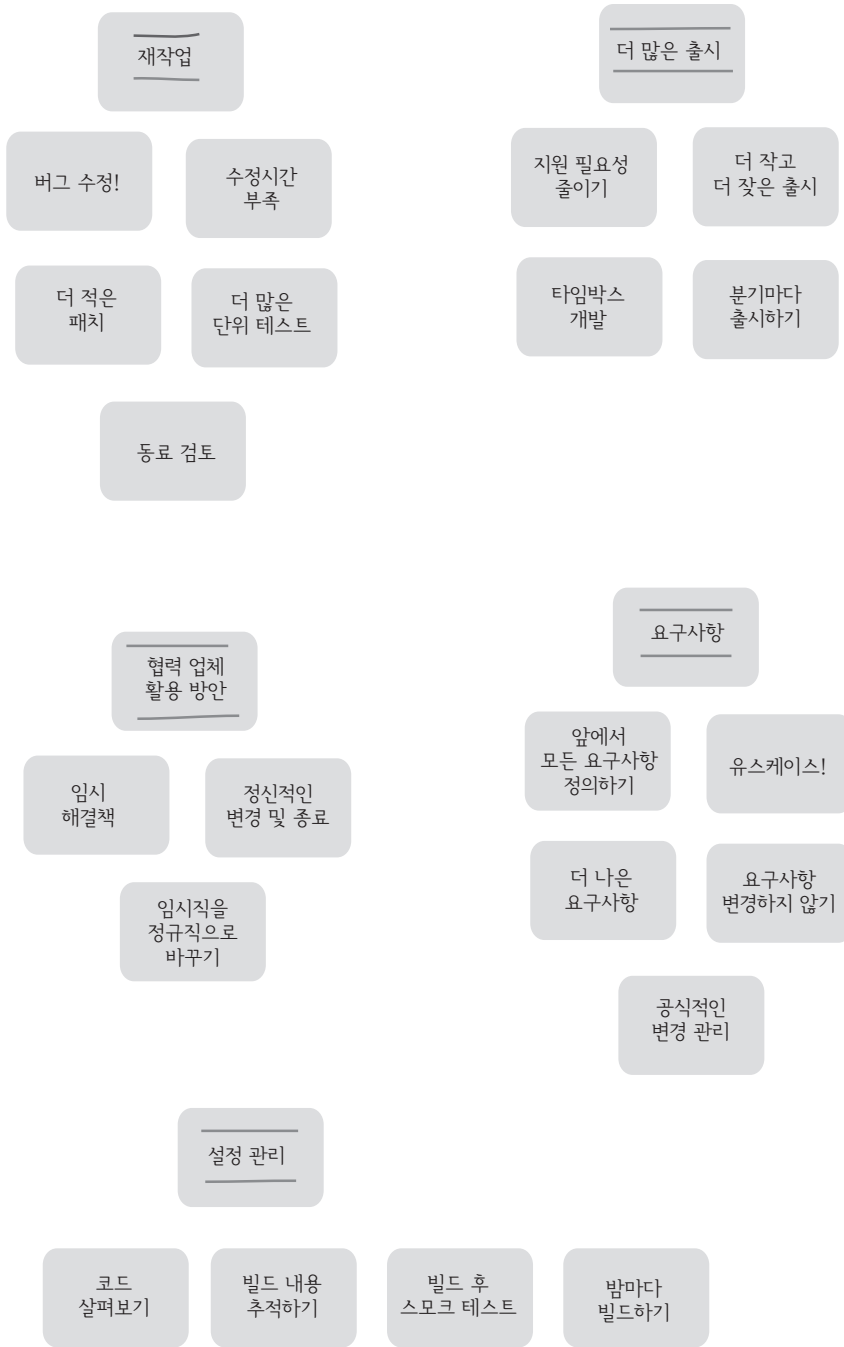 재작업
버그 수정!
수정시간
부족
더 적은
패치
더 많은
단위 테스트
동료 검토
더 많은 출시
지원 필요성
줄이기
더 작고
더 잦은 출시
타임박스
개발
분기마다
출시하기
협력 업체
활용 방안
임시
해결책
정신적인
변경 및 종료
임시직을
정규직으로
바꾸기
요구사항
앞에서
모든 요구사항
정의하기
유스케이스!
더 나은
요구사항
요구사항
변경하지 않기
공식적인
변경 관리
설정 관리
코드
살펴보기
빌드 내용
추적하기
빌드 후
스모크 테스트
밤마다
빌드하기